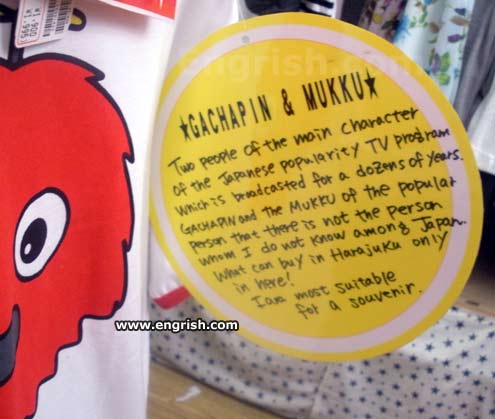 engrish.com
★GACHAPIN & MUKKU★
Two people of the main character
of the Japanese popularity TV program
which is broadcasted for a dozens of years.
GACHAPIN and The MUKKU of the popular
person that there is not the person
whom I do not know among Japan.
What can buy in Harajuku only
in here!
I am most suitable
for a souvenir.
www.engrish.com